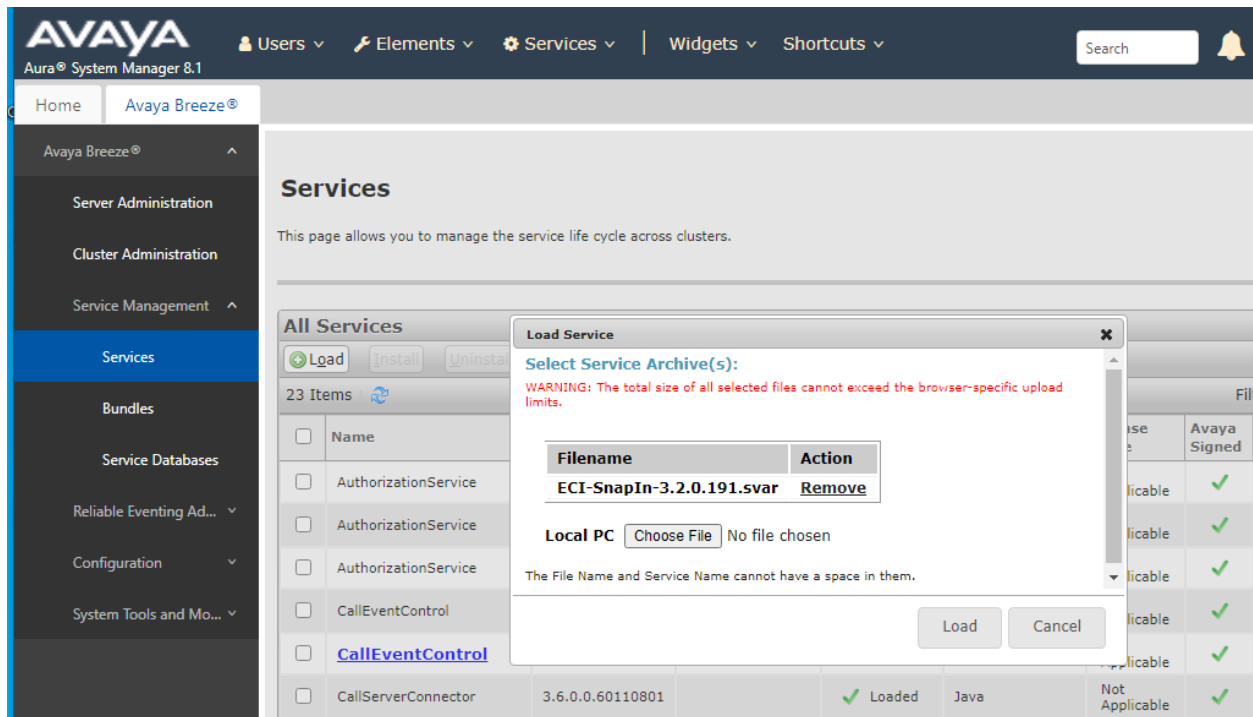 AVAYA
Aura® System Manager 8.1
Users Elements Services Widgets Shortcuts Search
Home Avaya Breeze®
Avaya Breeze®
Server Administration
Cluster Administration
Service Management
Services
Bundles
Service Databases
Reliable Eventing Ad...
Configuration
System Tools and Mo...
Services
This page allows you to manage the service life cycle across clusters.
All Services
Load Install
23 Items
Name Avaya Signed
AuthorizationService
AuthorizationService
AuthorizationService
CallEventControl
CallEventControl
CallServerConnector 3.6.0.0.60110801 Loaded Java Not Applicable
Load Service
Select Service Archive(s):
WARNING: The total size of all selected files cannot exceed the browser-specific upload
limits.
Filename Action
ECI-SnapIn-3.2.0.191.svar Remove
Local PC Choose File No file chosen
The File Name and Service Name cannot have a space in them.
Load Cancel